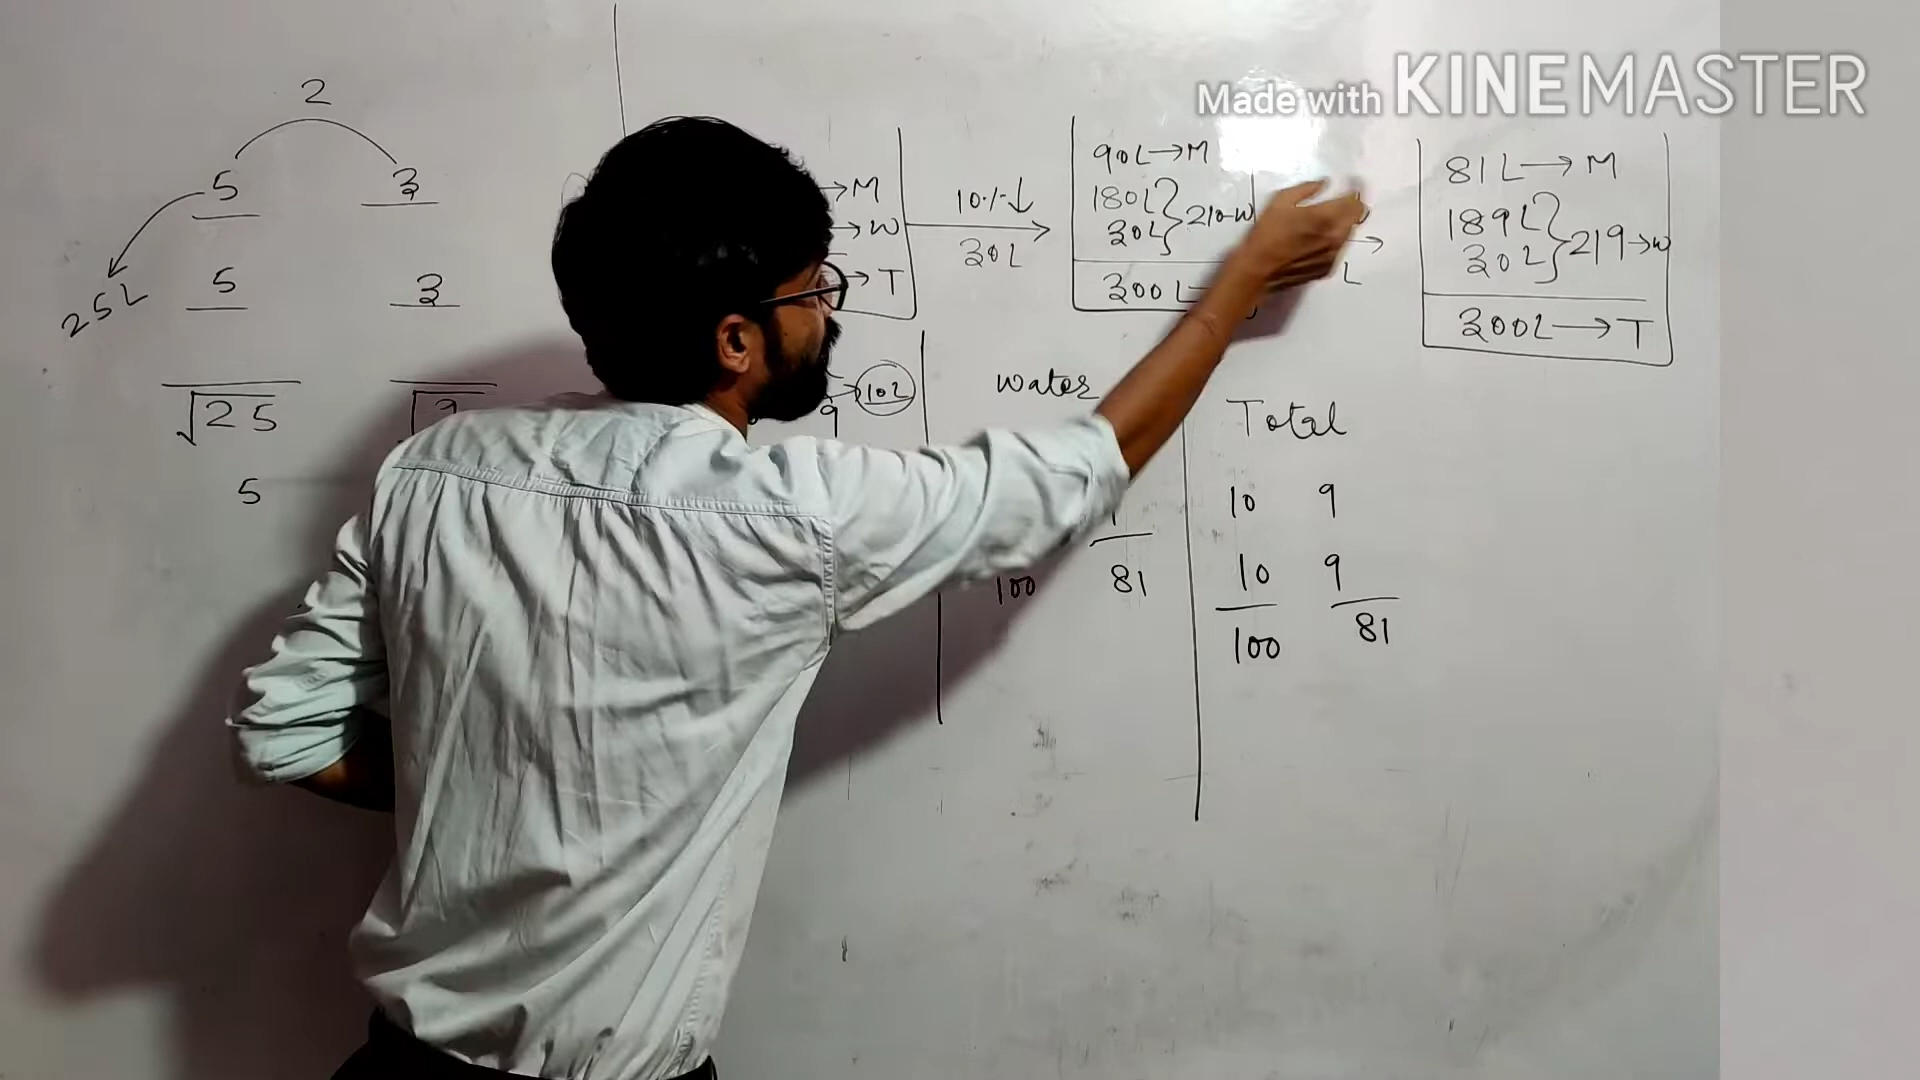 Made with KINEMASTER
2
5 3
25L
5 3
√25
5
→M
→W
→T
10%↓
30L
90L→M
180L
30L
210→W
300L
L
81L→M
189L
30L
219→W
300L→T
→10L
9
water
100 81
Total
10 9
10 9
100 81